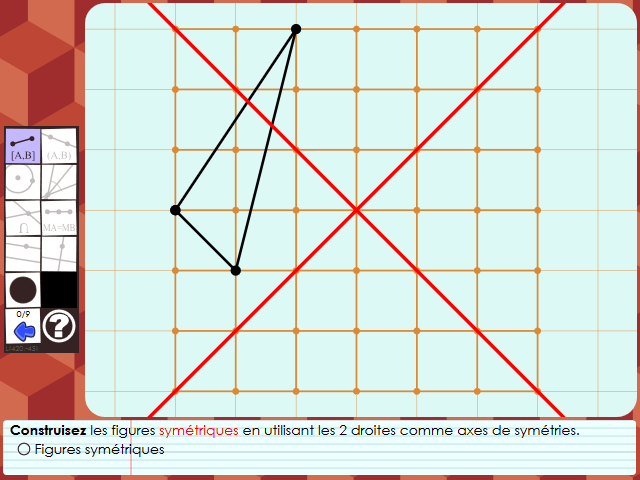 [A,B]
(A,B)
∩
MA=MB
0/9
?
Construisez les figures symétriques en utilisant les 2 droites comme axes de symétries.
Figures symétriques